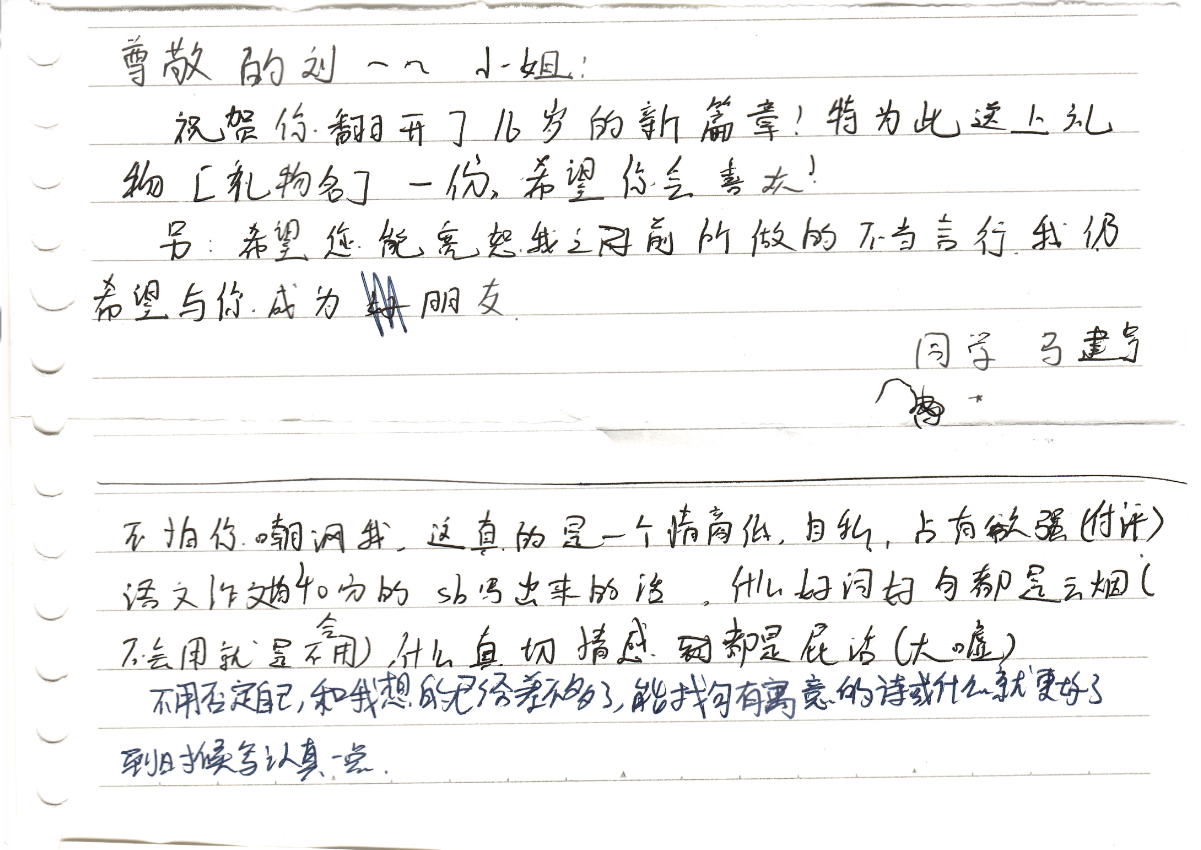 尊敬的刘一一 小姐:
祝贺你翻开了16岁的新篇章!特为此送上礼
物[礼物名]一份,希望你会喜欢!
另:希望您能宽恕我之前所做的不当言行.我仍
希望与你成为朋友.
同学 马建
不怕你嘲讽我,这真的是一个情商低,自私,占有欲强(付评)
语文作文均40分的sb写出来的话,什么好词好句都是云烟(
不会用就是不会用),什么真切情感都是屁话(大嘘)
不用否定自己,和我想的已经差不多了,能找句有寓意的诗或什么就更好了
到时候写认真一点.